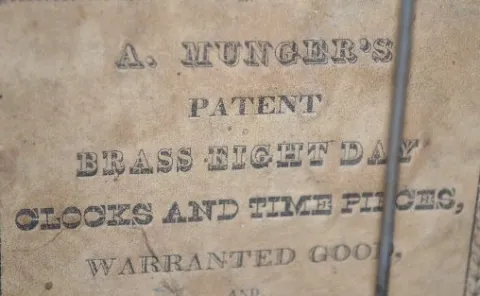 A. MUNGER'S
PATENT
BRASS EIGHT DAY
CLOCKS AND TIME PIECES,
WARRANTED GOOD,
AND